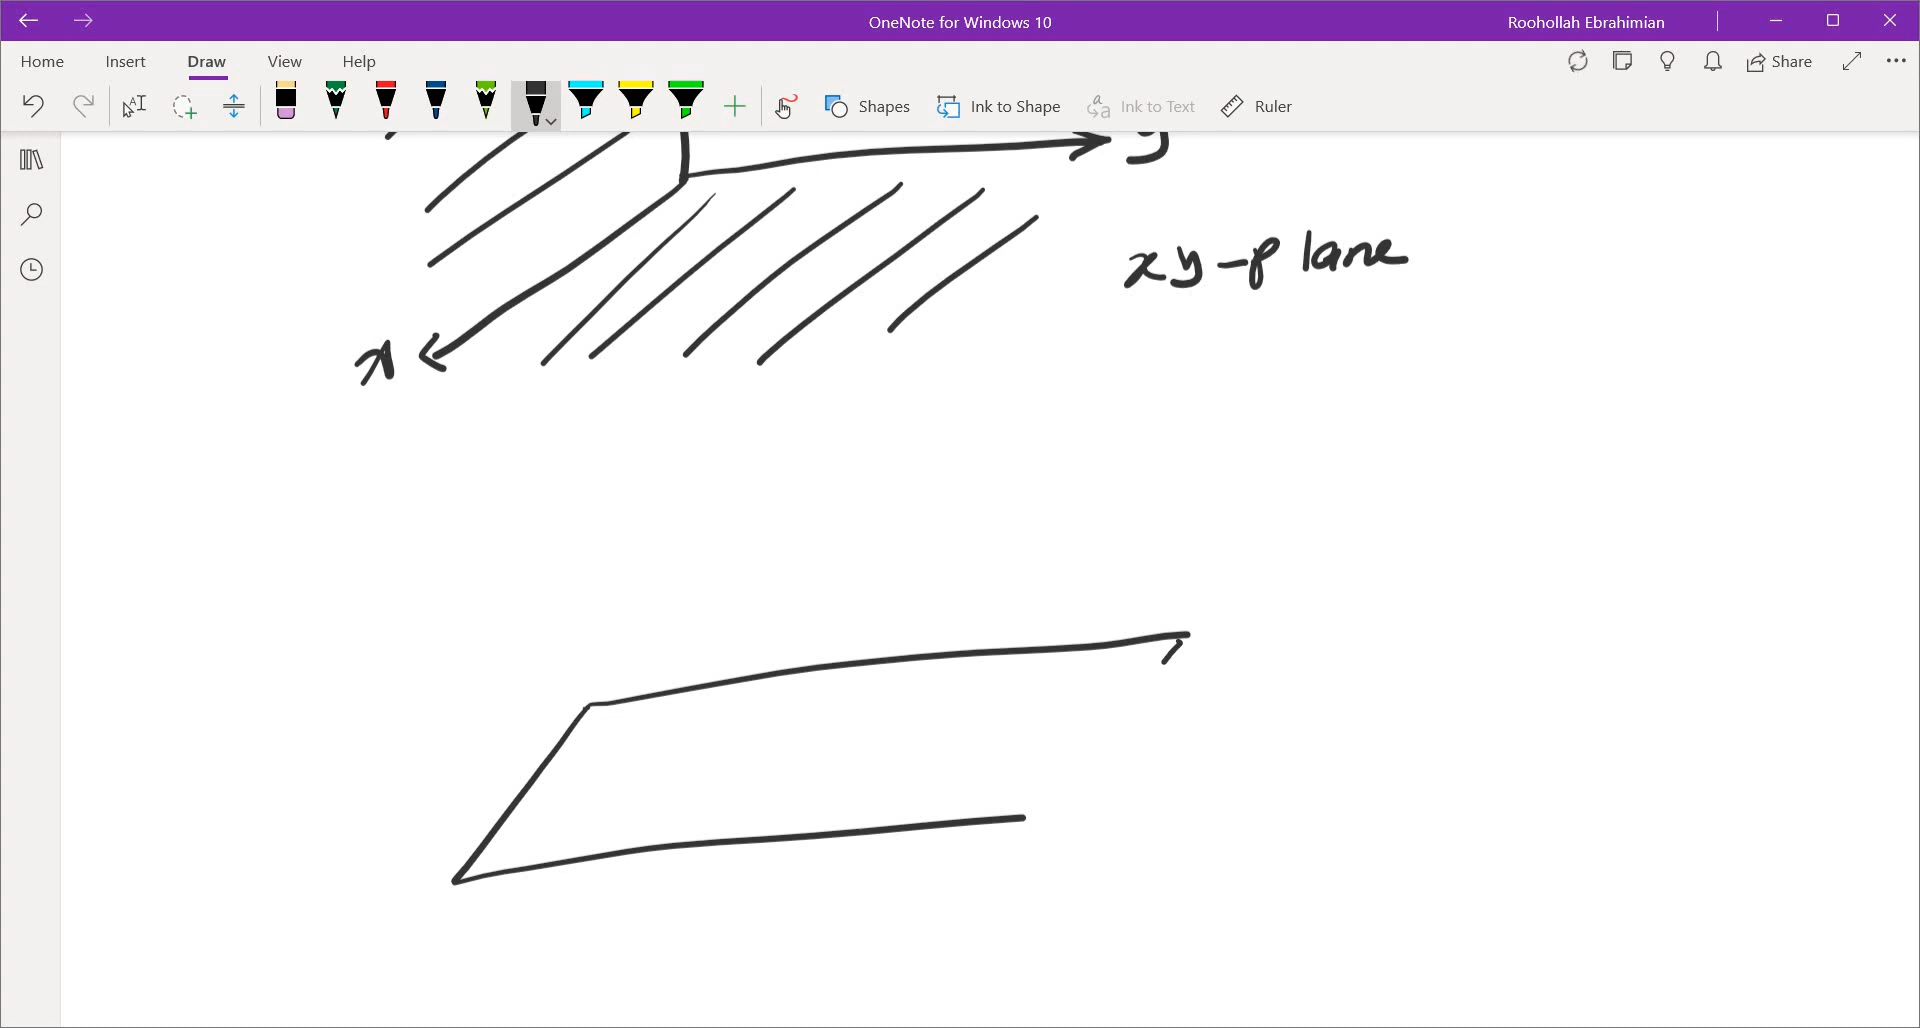 OneNote for Windows 10
Roohollah Ebrahimian
Home Insert Draw View Help
Share
Shapes Ink to Shape Ink to Text Ruler
y
xy-plane
x